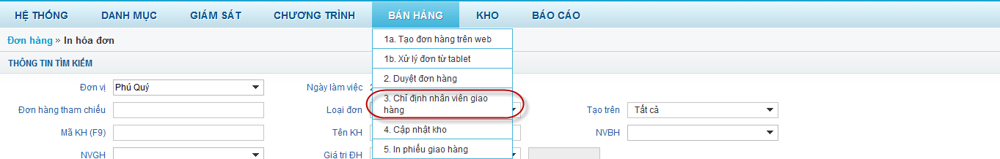 HỆ THỐNG DANH MỤC GIÁM SÁT CHƯƠNG TRÌNH BÁN HÀNG KHO BÁO CÁO
Đơn hàng » In hóa đơn
1a. Tạo đơn hàng trên web
THÔNG TIN TÌM KIẾM
1b. Xử lý đơn từ tablet
2. Duyệt đơn hàng
Đơn vị Phú Quý Ngày làm việc
3. Chỉ định nhân viên giao
hàng
Đơn hàng tham chiếu Loại đơn Tạo trên Tất cả
4. Cập nhật kho
Mã KH (F9) Tên KH NVBH
5. In phiếu giao hàng
NVGH Giá trị ĐH